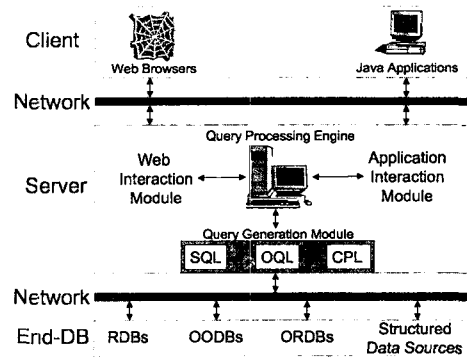 Client
Web Browsers
Java Applications
Network
Query Processing Engine
Server
Web
Interaction
Module
Application
Interaction
Module
Query Generation Module
SQL
OQL
CPL
Network
End-DB
RDBs
OODBs
ORDBs
Structured
Data Sources